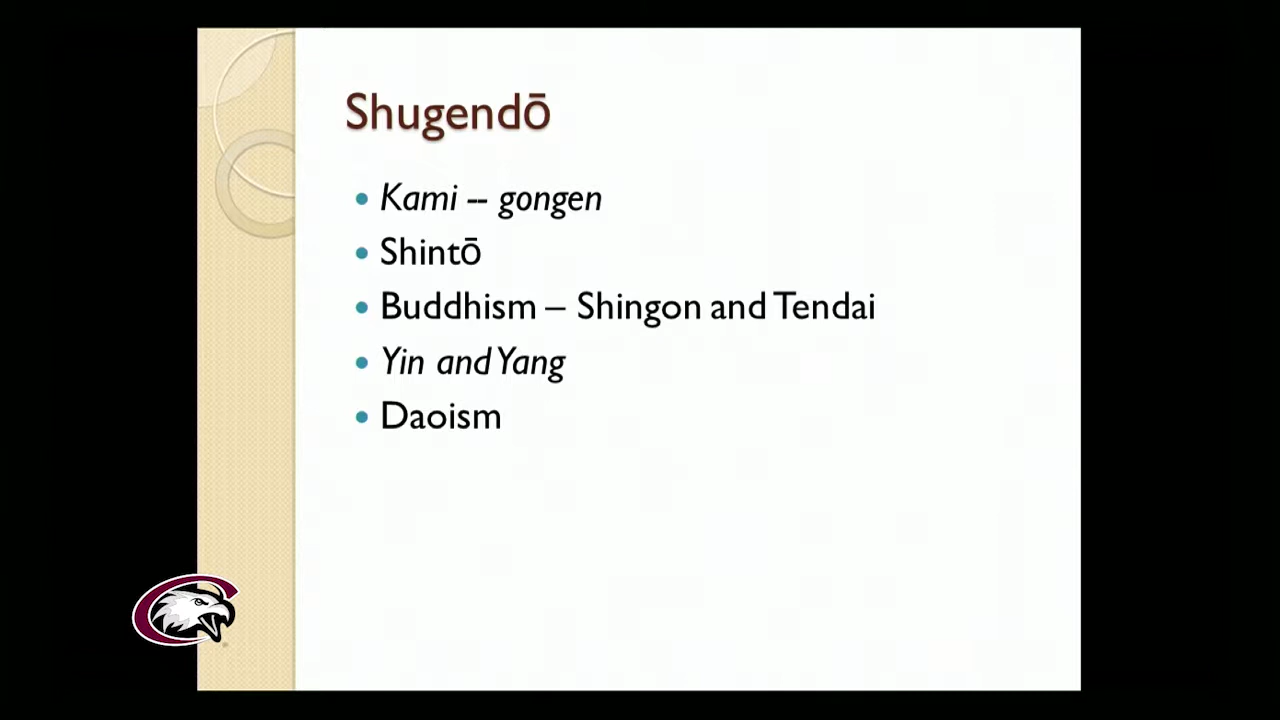 Shugendō
• Kami -- gongen
• Shintō
• Buddhism – Shingon and Tendai
• Yin and Yang
• Daoism